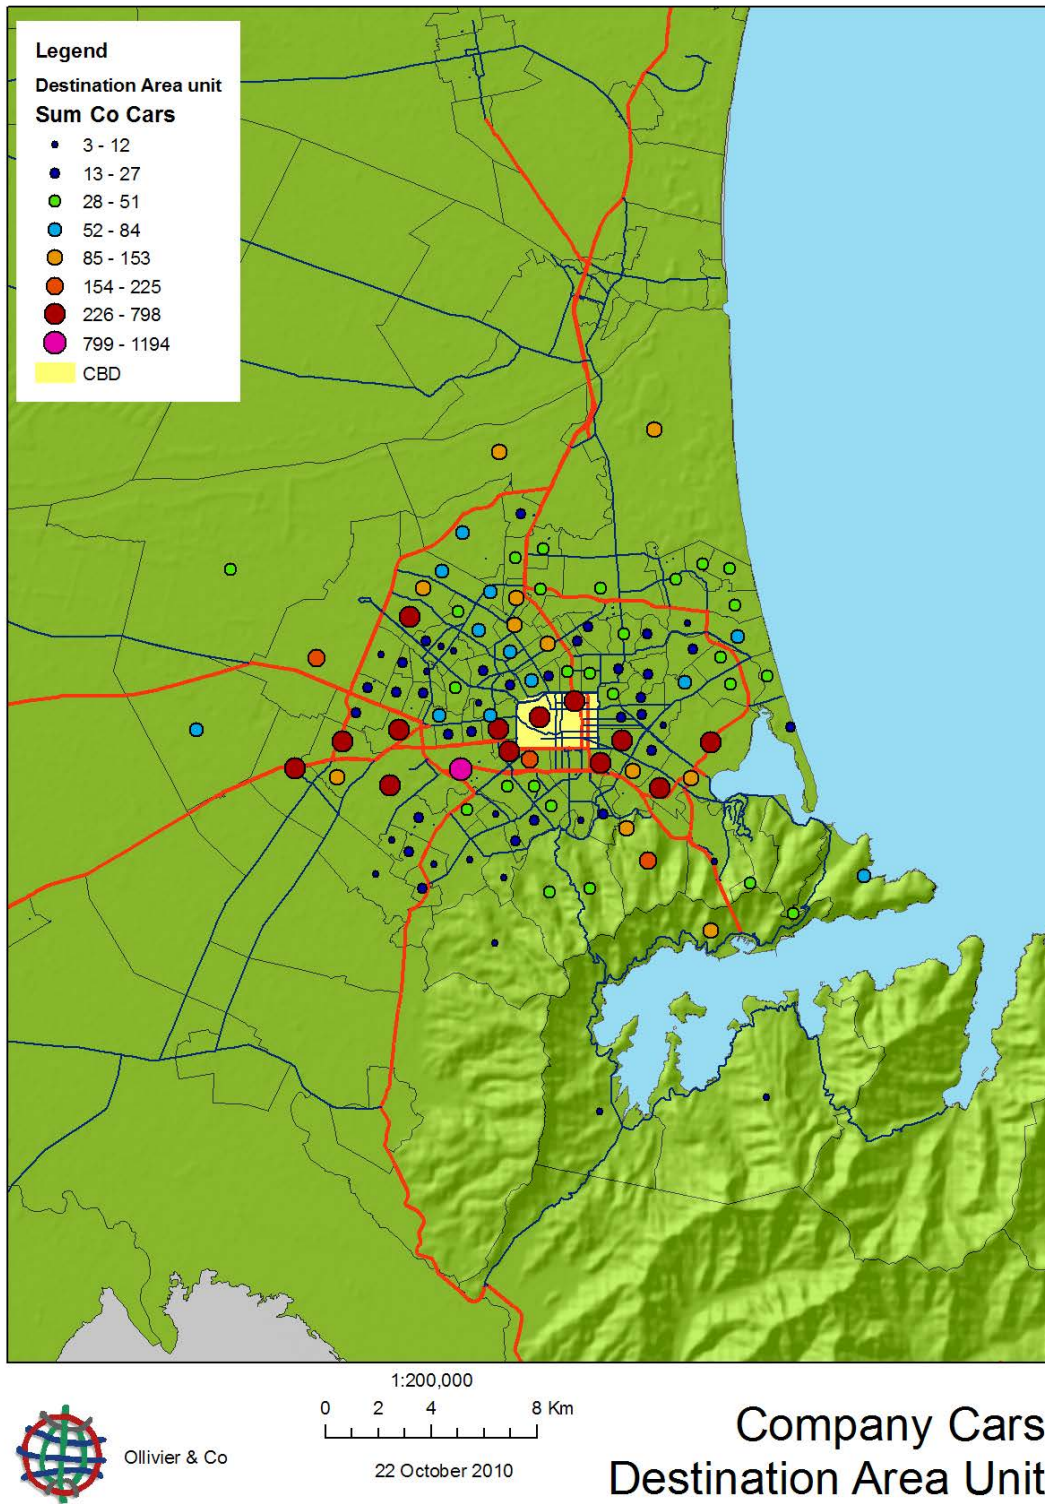 Legend
Destination Area unit
Sum Co Cars
3 - 12
13 - 27
28 - 51
52 - 84
85 - 153
154 - 225
226 - 798
799 - 1194
CBD
1:200,000
0 2 4 8 Km
Ollivier & Co
22 October 2010
Company Cars
Destination Area Unit